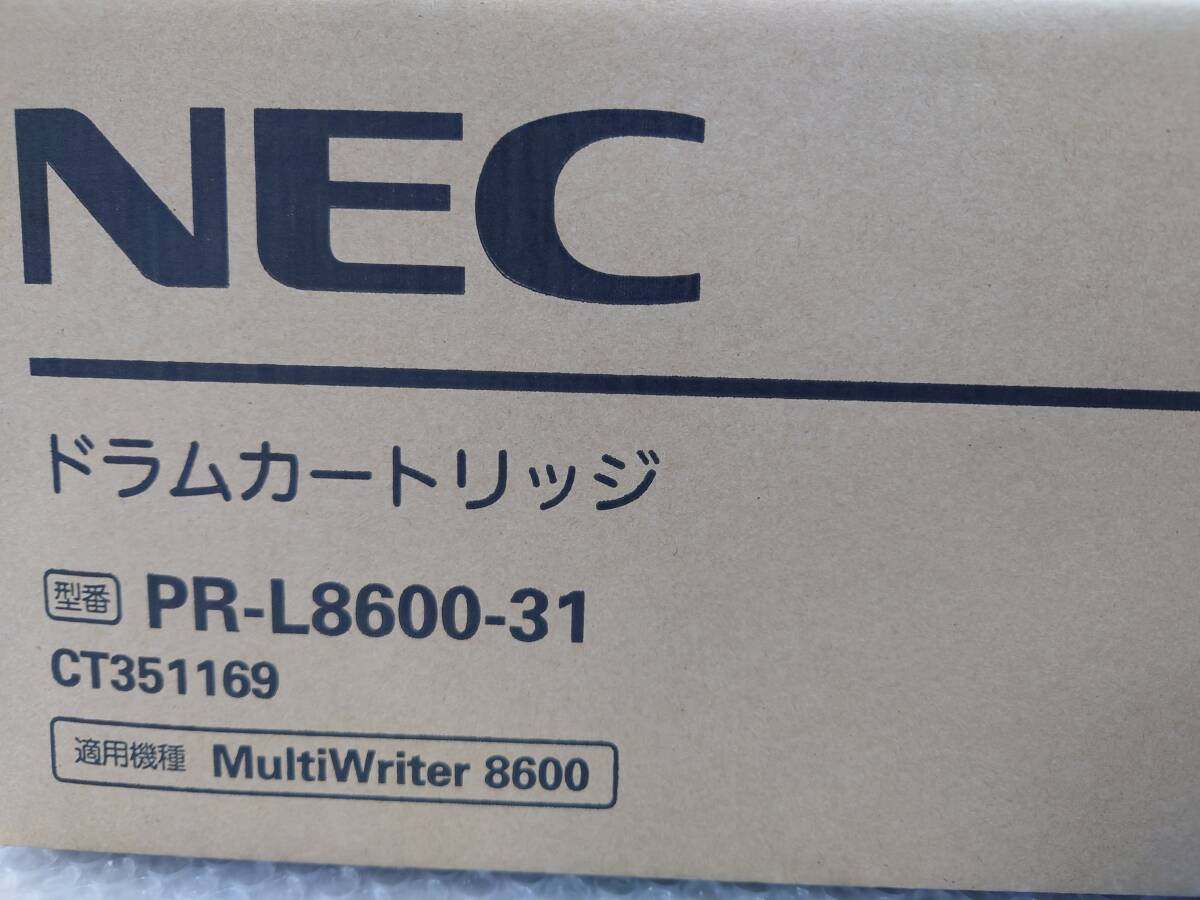 NEC
ドラムカートリッジ
型番 PR-L8600-31
CT351169
適用機種 MultiWriter 8600